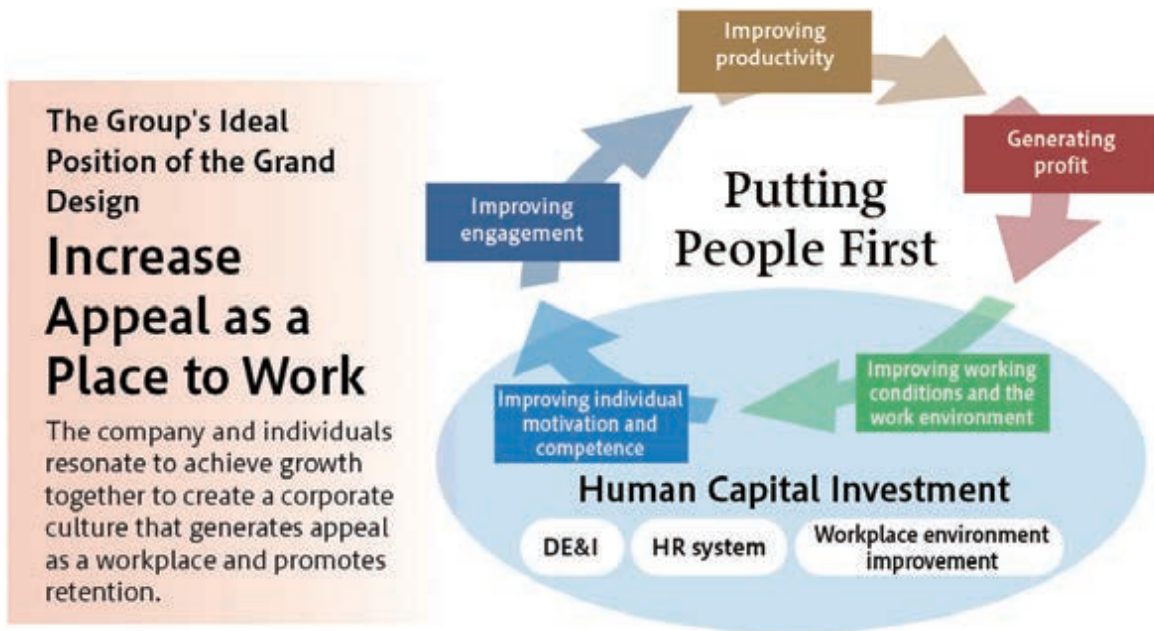 The Group's Ideal
Position of the Grand
Design
Increase
Appeal as a
Place to Work
The company and individuals
resonate to achieve growth
together to create a corporate
culture that generates appeal
as a workplace and promotes
retention.
Improving
productivity
Generating
profit
Improving
engagement
Putting
People First
Improving working
conditions and the
work environment
Improving individual
motivation and
competence
Human Capital Investment
DE&I
HR system
Workplace environment
improvement